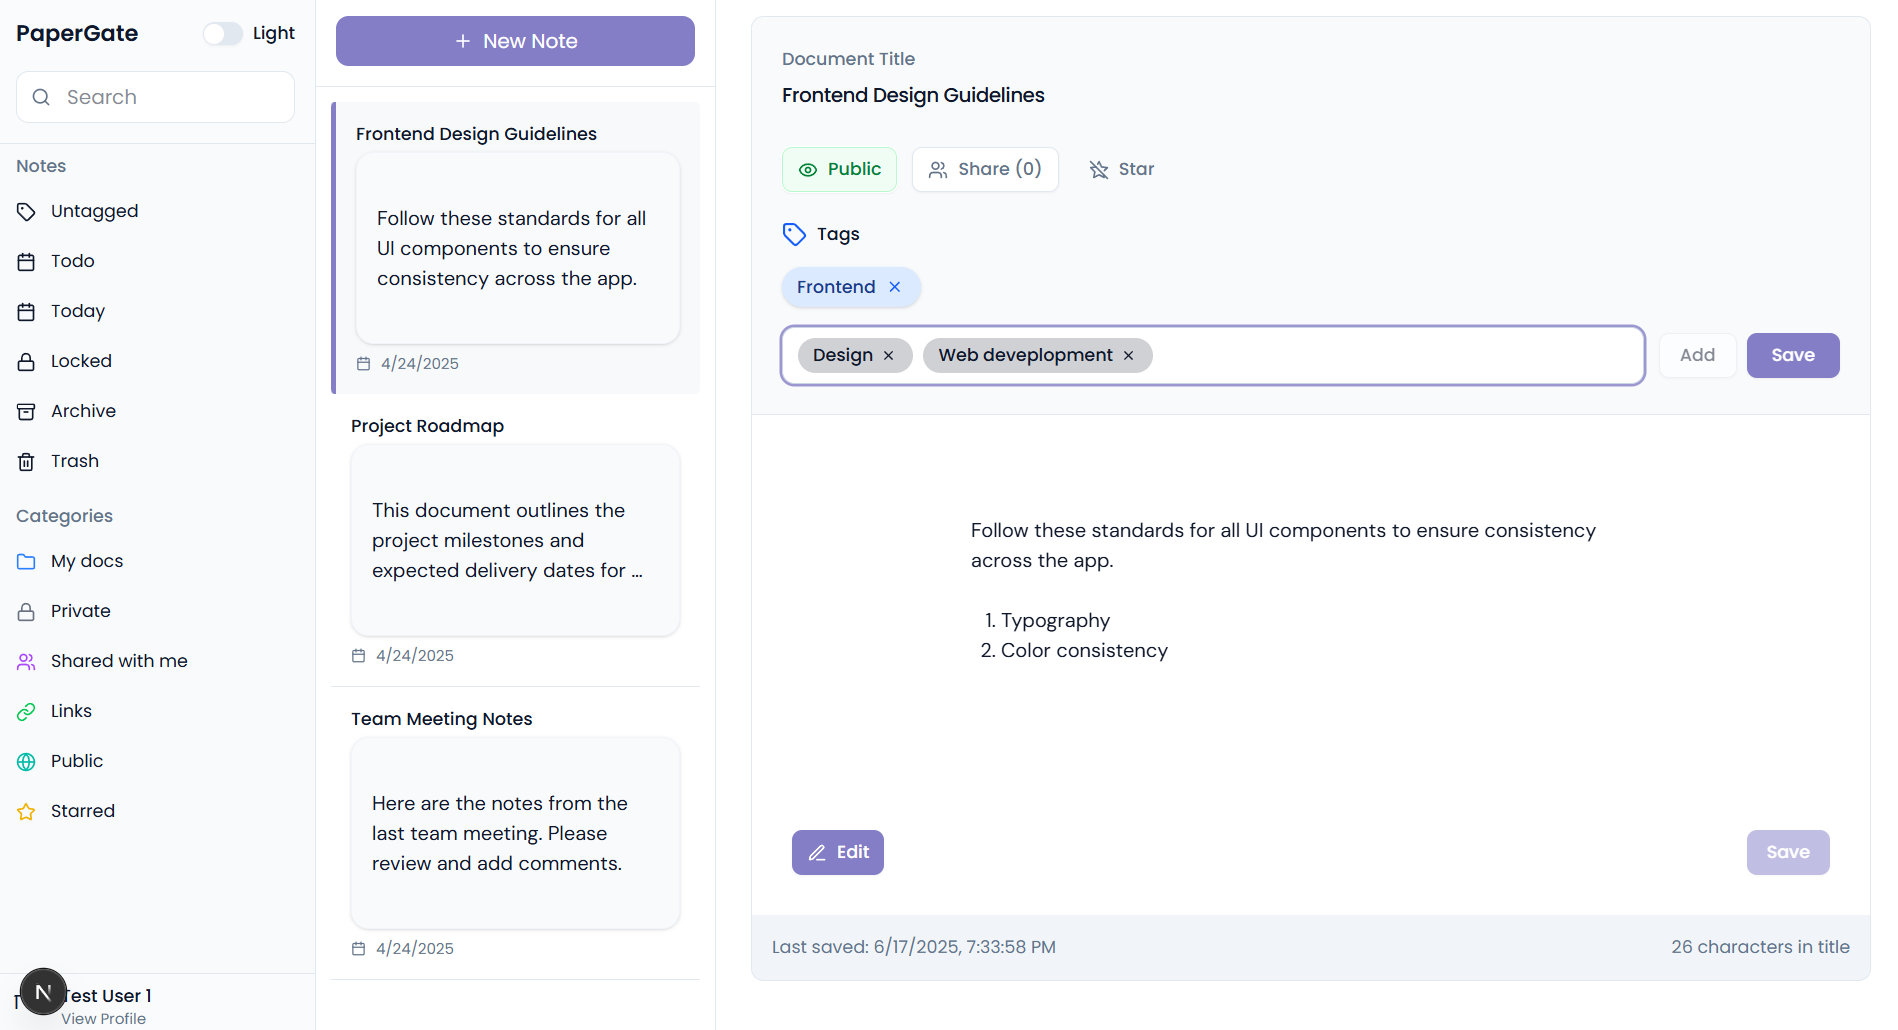 PaperGate
Light
Search
Notes
Untagged
Todo
Today
Locked
Archive
Trash
Categories
My docs
Private
Shared with me
Links
Public
Starred
N
Test User 1
View Profile
New Note
Frontend Design Guidelines
Follow these standards for all
UI components to ensure
consistency across the app.
4/24/2025
Project Roadmap
This document outlines the
project milestones and
expected delivery dates for ...
4/24/2025
Team Meeting Notes
Here are the notes from the
last team meeting. Please
review and add comments.
4/24/2025
Document Title
Frontend Design Guidelines
Public
Share (0)
Star
Tags
Frontend
Design
Web deveplopment
Add
Save
Follow these standards for all UI components to ensure consistency
across the app.
1. Typography
2. Color consistency
Edit
Save
Last saved: 6/17/2025, 7:33:58 PM
26 characters in title